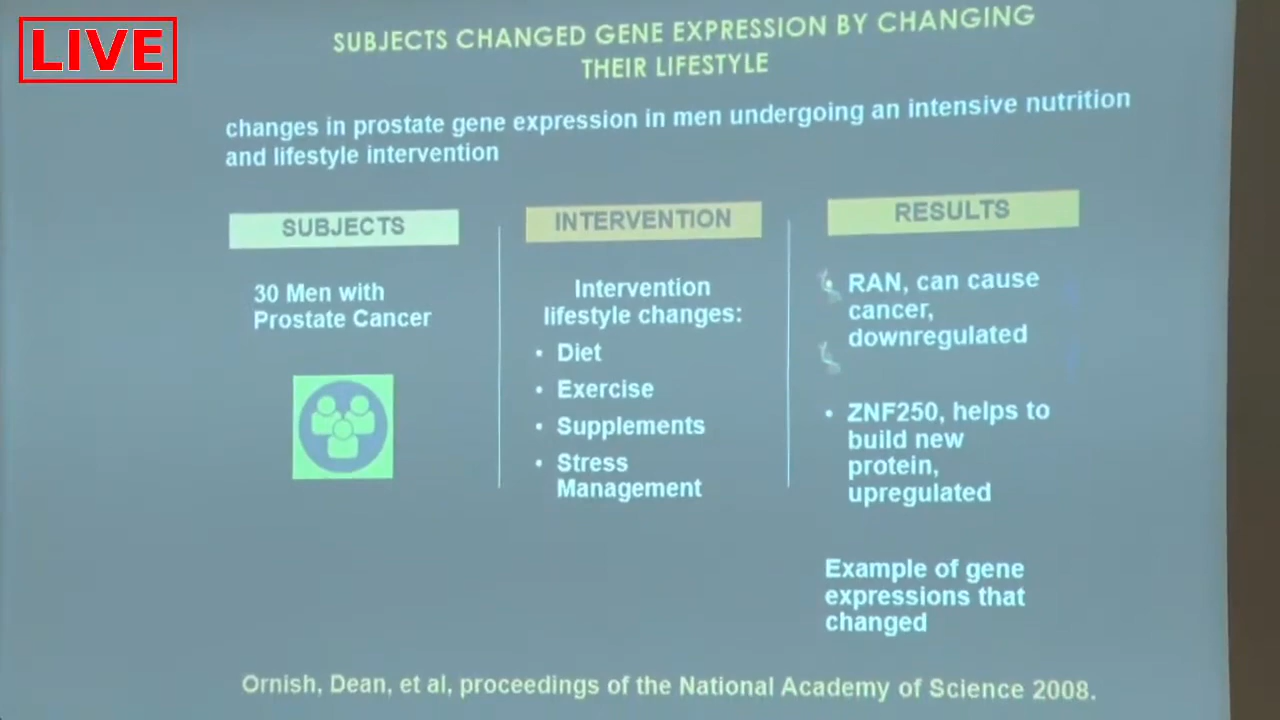 LIVE
SUBJECTS CHANGED GENE EXPRESSION BY CHANGING
THEIR LIFESTYLE
changes in prostate gene expression in men undergoing an intensive nutrition
and lifestyle intervention
SUBJECTS
30 Men with
Prostate Cancer
INTERVENTION
Intervention
lifestyle changes:
• Diet
• Exercise
• Supplements
• Stress
Management
RESULTS
• RAN, can cause
cancer,
downregulated
• ZNF250, helps to
build new
protein,
upregulated
Example of gene
expressions that
changed
Ornish, Dean, et al, proceedings of the National Academy of Science 2008.